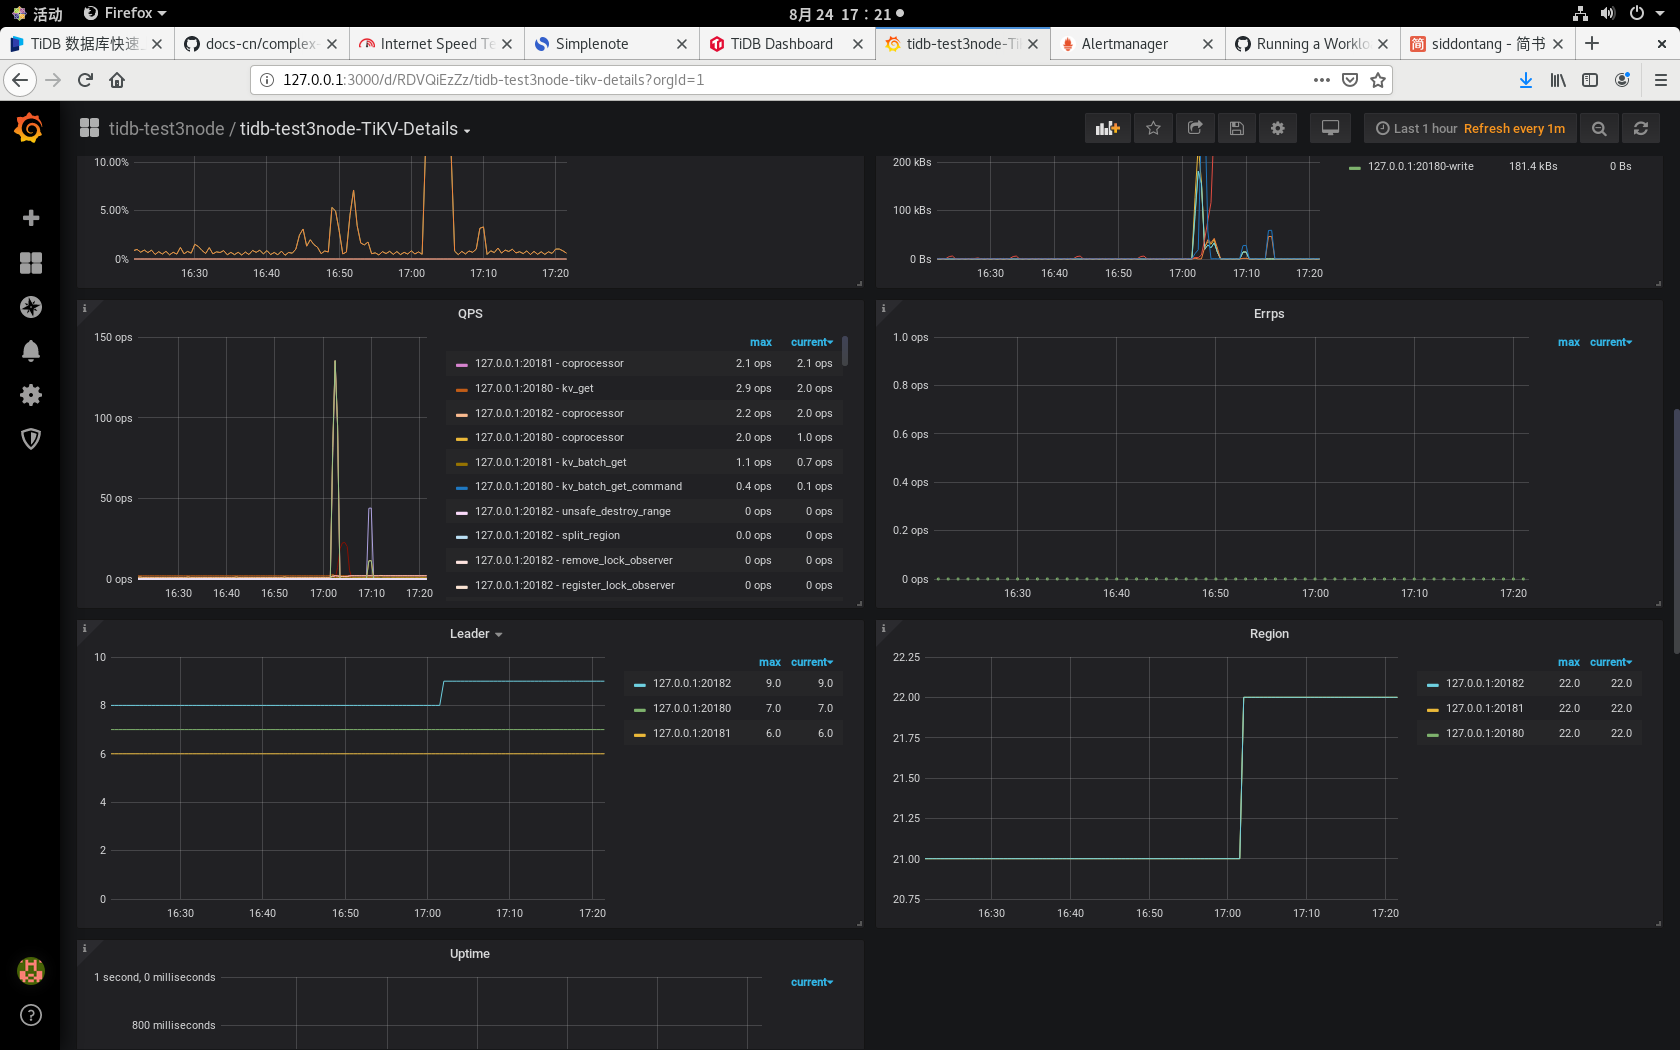 活动
Firefox
8月 24 17：21
TiDB 数据库快速
docs-cn/complex-
Internet Speed Te
Simplenote
TiDB Dashboard
tidb-test3node-Ti
Alertmanager
Running a Worklo
简 siddontang - 简书
127.0.0.1:3000/d/RDVQiEzZz/tidb-test3node-tikv-details?orgId=1
tidb-test3node / tidb-test3node-TiKV-Details
Last 1 hour Refresh every 1m
10.00%
5.00%
0%
16:30 16:40 16:50 17:00 17:10 17:20
200 kBs
100 kBs
0 Bs
16:30 16:40 16:50 17:00 17:10 17:20
127.0.0.1:20180-write 181.4 kBs 0 Bs
QPS
150 ops
100 ops
50 ops
0 ops
16:30 16:40 16:50 17:00 17:10 17:20
max current
127.0.0.1:20181 - coprocessor 2.1 ops 2.1 ops
127.0.0.1:20180 - kv_get 2.9 ops 2.0 ops
127.0.0.1:20182 - coprocessor 2.2 ops 2.0 ops
127.0.0.1:20180 - coprocessor 2.0 ops 1.0 ops
127.0.0.1:20181 - kv_batch_get 1.1 ops 0.7 ops
127.0.0.1:20180 - kv_batch_get_command 0.4 ops 0.1 ops
127.0.0.1:20182 - unsafe_destroy_range 0 ops 0 ops
127.0.0.1:20182 - split_region 0.0 ops 0 ops
127.0.0.1:20182 - remove_lock_observer 0 ops 0 ops
127.0.0.1:20182 - register_lock_observer 0 ops 0 ops
Errps
1.0 ops
0.8 ops
0.6 ops
0.4 ops
0.2 ops
0 ops
16:30 16:40 16:50 17:00 17:10 17:20
max current
Leader
10
8
6
4
2
0
16:30 16:40 16:50 17:00 17:10 17:20
max current
127.0.0.1:20182 9.0 9.0
127.0.0.1:20180 7.0 7.0
127.0.0.1:20181 6.0 6.0
Region
22.25
22.00
21.75
21.50
21.25
21.00
20.75
16:30 16:40 16:50 17:00 17:10 17:20
max current
127.0.0.1:20182 22.0 22.0
127.0.0.1:20181 22.0 22.0
127.0.0.1:20180 22.0 22.0
Uptime
1 second, 0 milliseconds
800 milliseconds
current